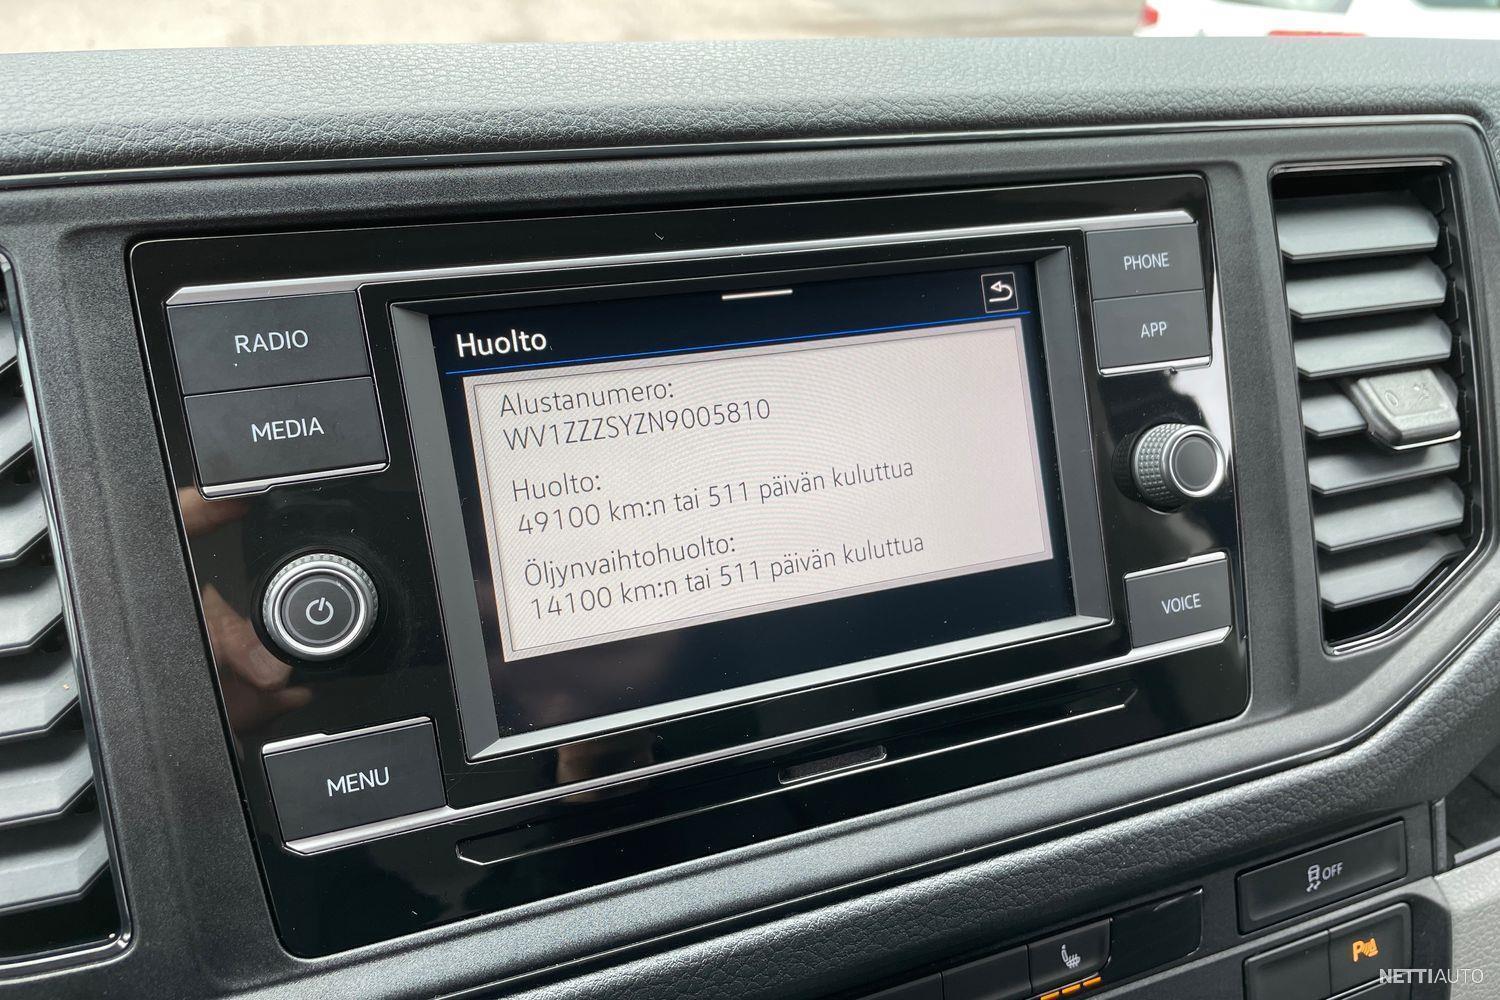 RADIO
MEDIA
MENU
Huolto
Alustanumero:
WV1ZZZSYZN9005810
Huolto:
49100 km:n tai 511 päivän kuluttua
Öljynvaihtohuolto:
14100 km:n tai 511 päivän kuluttua
PHONE
APP
VOICE
OFF
P
NETTIAUTO